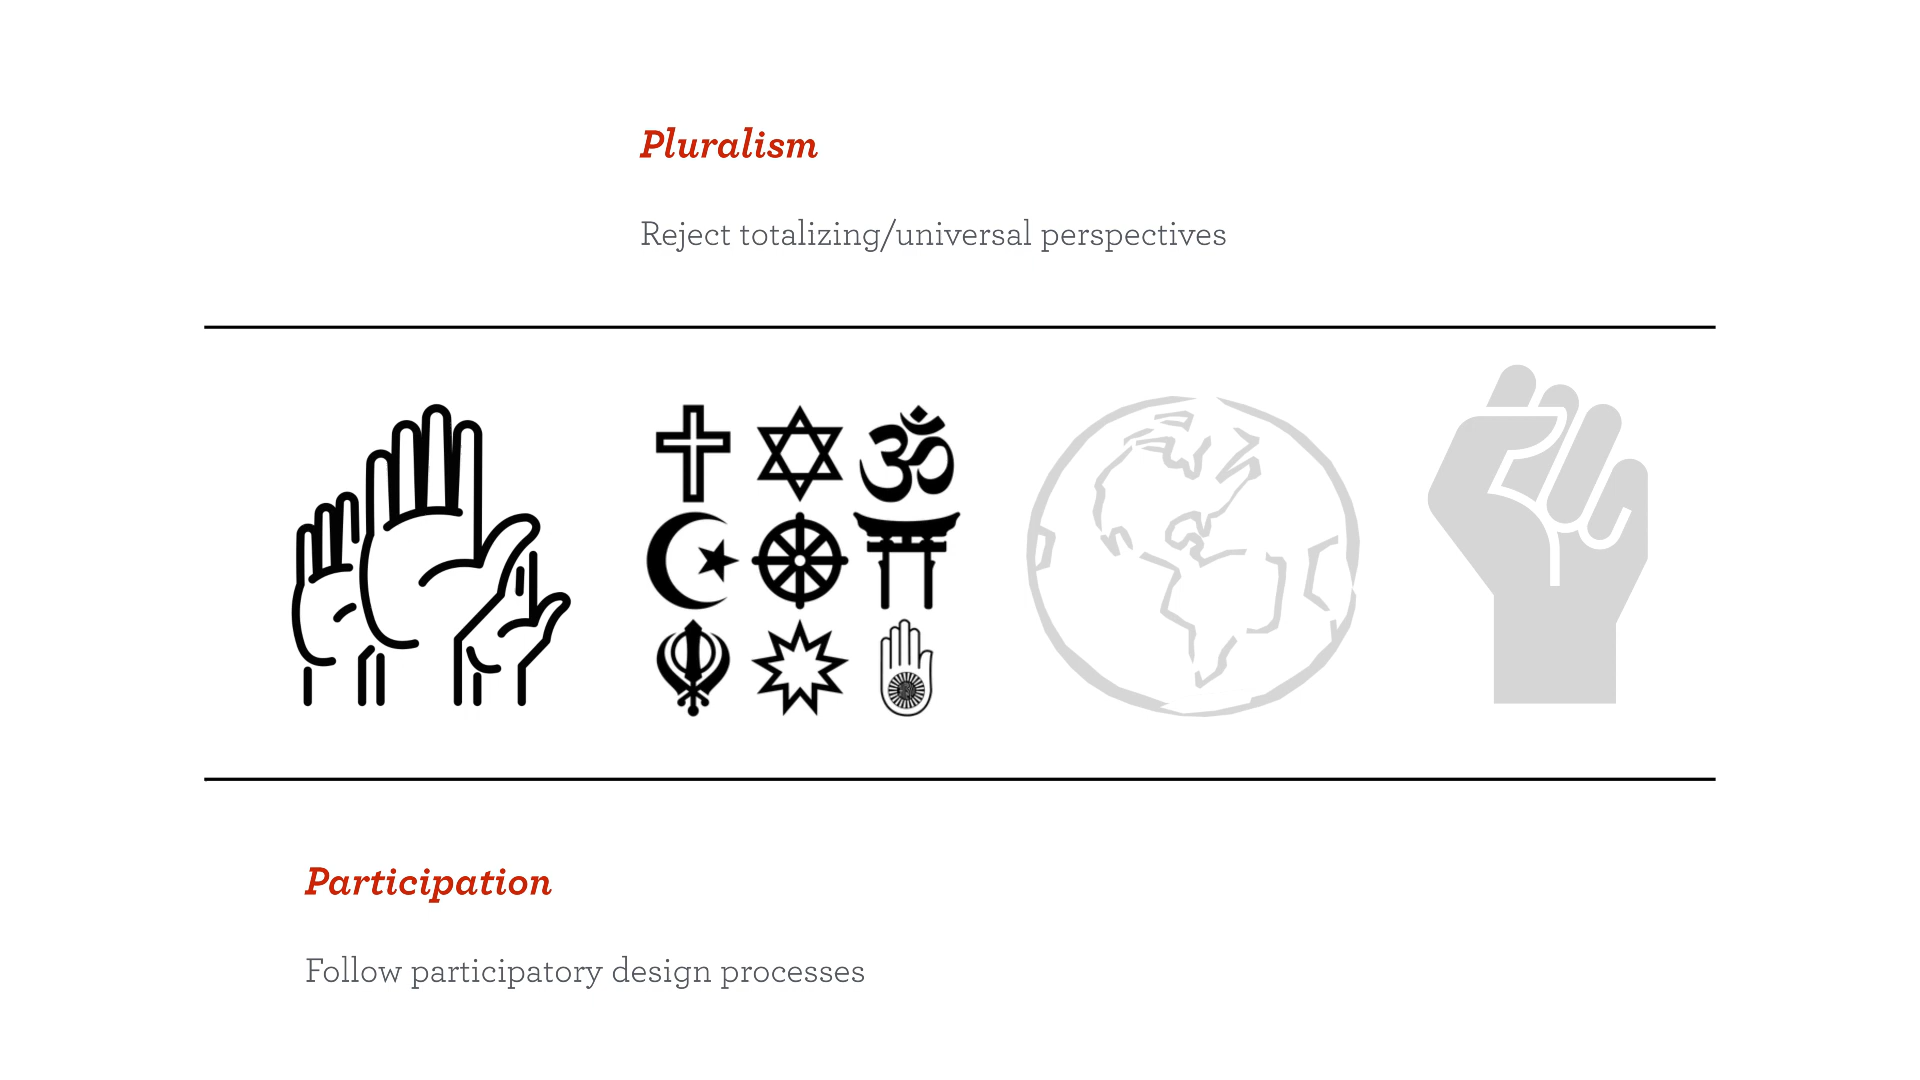 Pluralism
Reject totalizing/universal perspectives
Participation
Follow participatory design processes